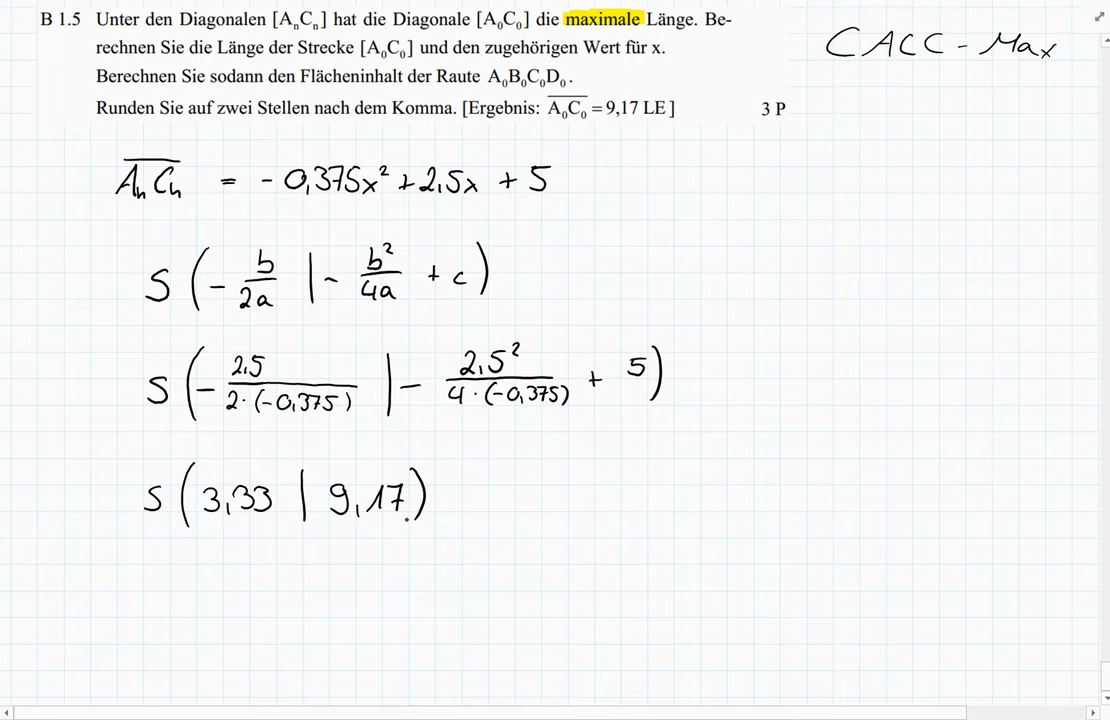 B 1.5 Unter den Diagonalen [AₙCₙ] hat die Diagonale [A₀C₀] die maximale Länge. Be-
rechnen Sie die Länge der Strecke [A₀C₀] und den zugehörigen Wert für x.
Berechnen Sie sodann den Flächeninhalt der Raute A₀B₀C₀D₀.
Runden Sie auf zwei Stellen nach dem Komma. [Ergebnis: A₀C₀ = 9,17 LE ] 3 P
CACC - Max
AₙCₙ = - 0,375x² + 2,5x + 5
S ( - b/2a | - b²/4a + c )
S ( - 2,5/2·(-0,375) | - 2,5²/4·(-0,375) + 5 )
S ( 3,33 | 9,17 )